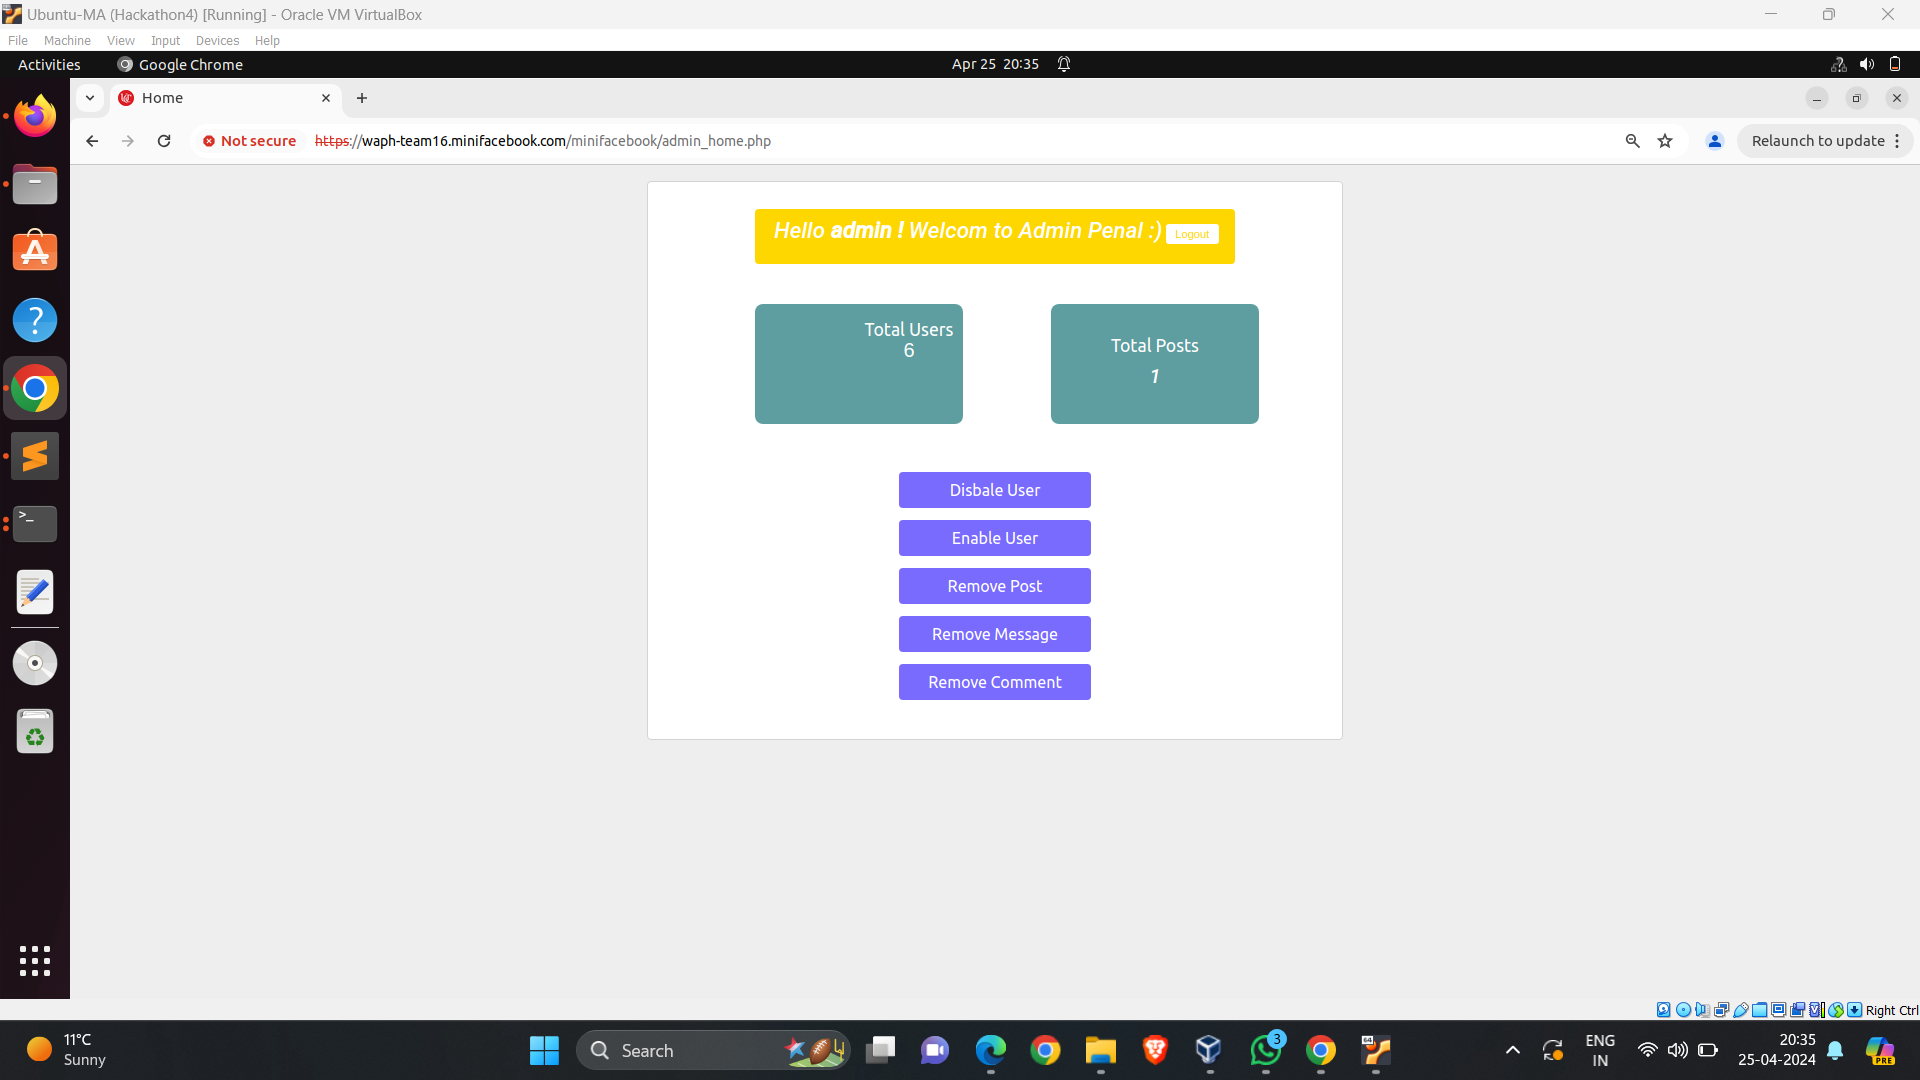 Ubuntu-MA (Hackathon4) [Running] - Oracle VM VirtualBox
File Machine View Input Devices Help
Activities Google Chrome Apr 25 20:35
Home
Not secure https://waph-team16.minifacebook.com/minifacebook/admin_home.php Relaunch to update
Hello admin ! Welcom to Admin Penal :) Logout
Total Users
6
Total Posts
1
Disbale User
Enable User
Remove Post
Remove Message
Remove Comment
Right Ctrl
11°C
Sunny
Search
3
ENG
IN
20:35
25-04-2024
PRE
64